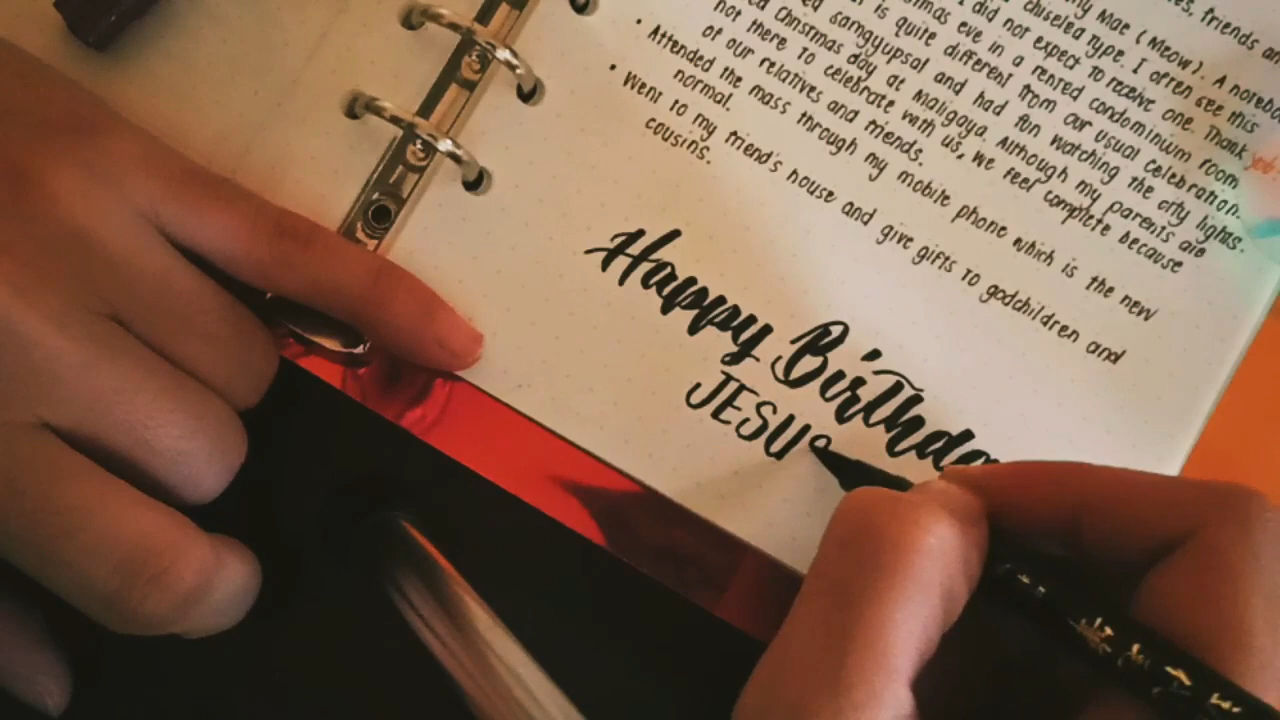 es, friends an
ny Mae (Meow). A notebo
chiseled type. I often see this
I did not expect to receive one. Thank you
mas eve in a rented condominium room
is quite different from our usual celebration.
ed samgyupsal and had fun watching the city lights.
Christmas day at Maligaya. Although my parents are
not there to celebrate with us, we feel complete because
of our relatives and friends.
• Attended the mass through my mobile phone which is the new
normal.
• Went to my friend's house and give gifts to godchildren and
cousins.
Happy Birthda
JESUS